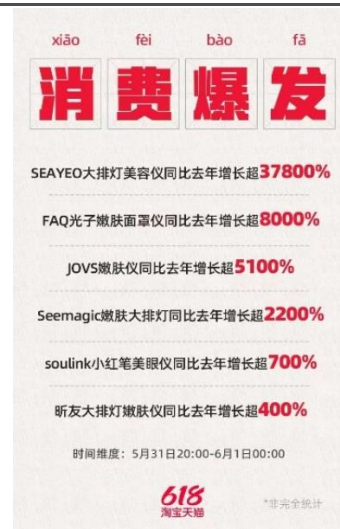 xiāo fèi bào fā
消费爆发
SEAYEO大排灯美容仪同比去年增长超37800%
FAQ光子嫩肤面罩仪同比去年增长超8000%
JOVS嫩肤仪同比去年增长超5100%
Seemagic嫩肤大排灯同比去年增长超2200%
soulink小红笔美眼仪同比去年增长超700%
昕友大排灯嫩肤仪同比去年增长超400%
时间维度：5月31日20:00-6月1日00:00
618
淘宝天猫
*非完全统计